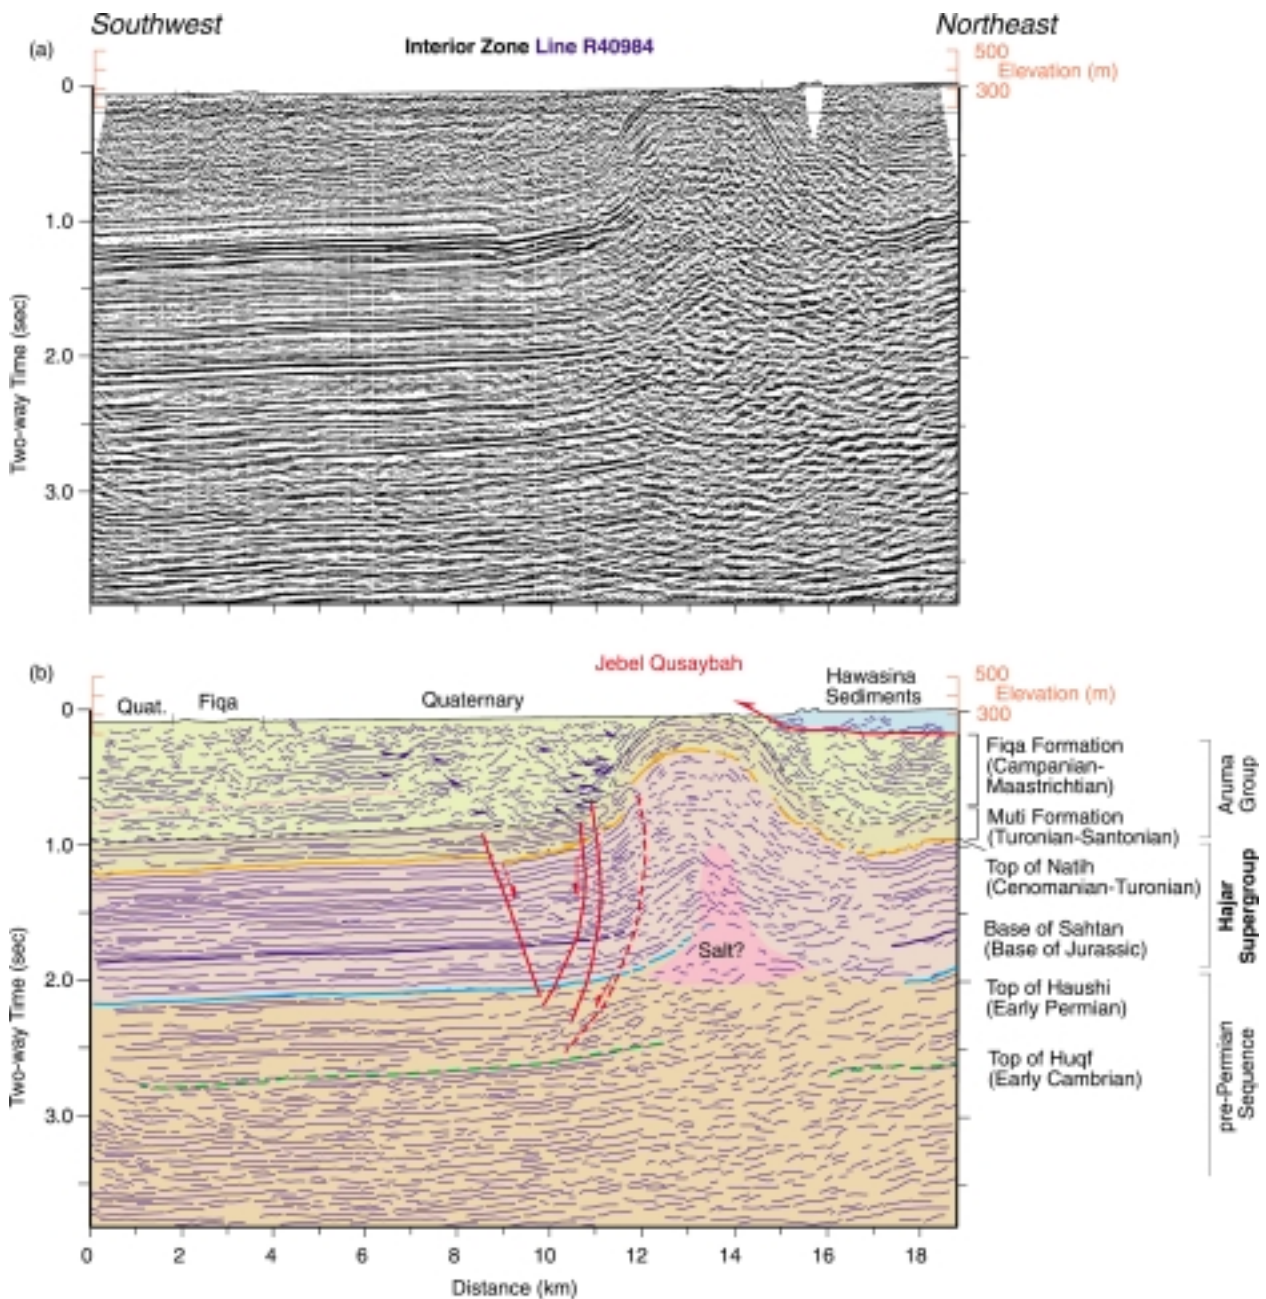 Southwest
Northeast
(a)
Interior Zone Line R40984
500
Elevation (m)
300
0
1.0
2.0
3.0
Two-way Time (sec)
(b)
Jebel Qusaybah
Quat.
Fiqa
Quaternary
Hawasina
Sediments
500
Elevation (m)
300
0
1.0
2.0
3.0
Two-way Time (sec)
Salt?
Fiqa Formation
(Campanian-
Maastrichtian)
Muti Formation
(Turonian-Santonian)
Top of Natih
(Cenomanian-Turonian)
Base of Sahtan
(Base of Jurassic)
Top of Haushi
(Early Permian)
Top of Huqf
(Early Cambrian)
Aruma
Group
Hajar
Supergroup
pre-Permian
Sequence
0 2 4 6 8 10 12 14 16 18
Distance (km)